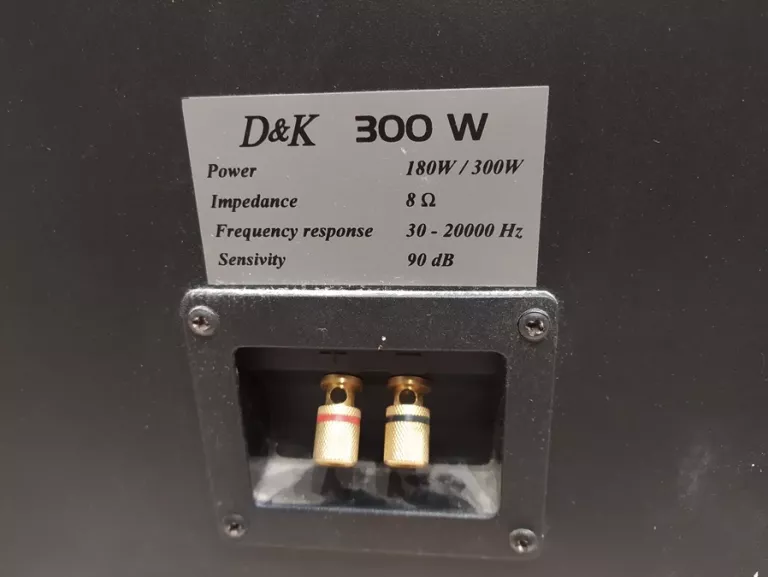 D&K 300 W
Power 180W / 300W
Impedance 8 Ω
Frequency response 30 - 20000 Hz
Sensivity 90 dB